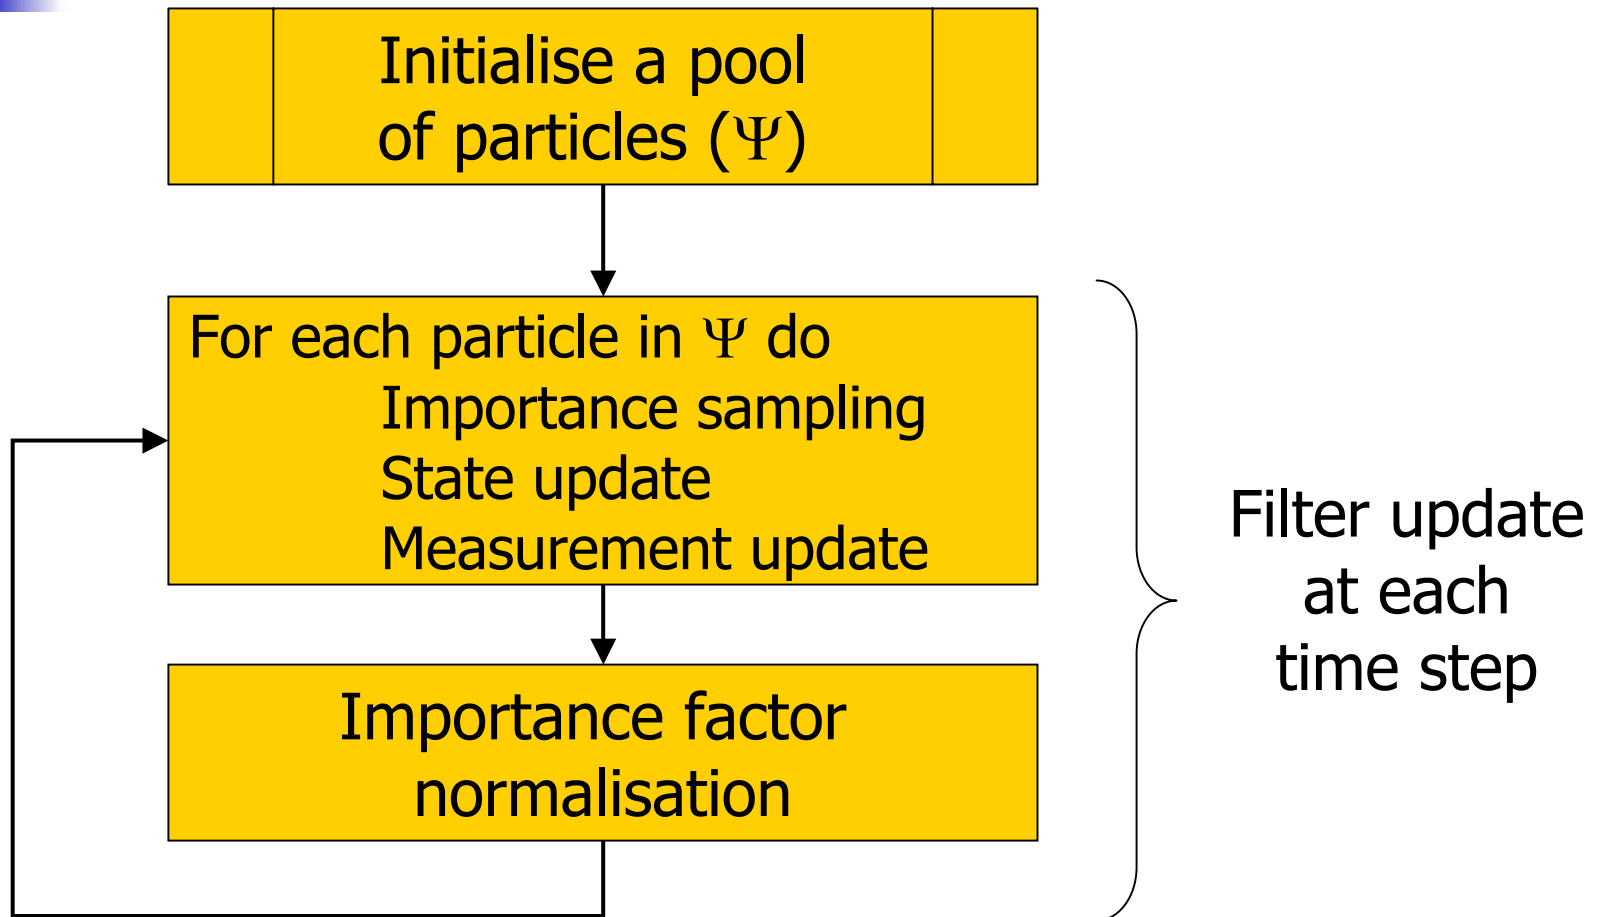 Initialise a pool
of particles (Ψ)
For each particle in Ψ do
Importance sampling
State update
Measurement update
Importance factor
normalisation
Filter update
at each
time step